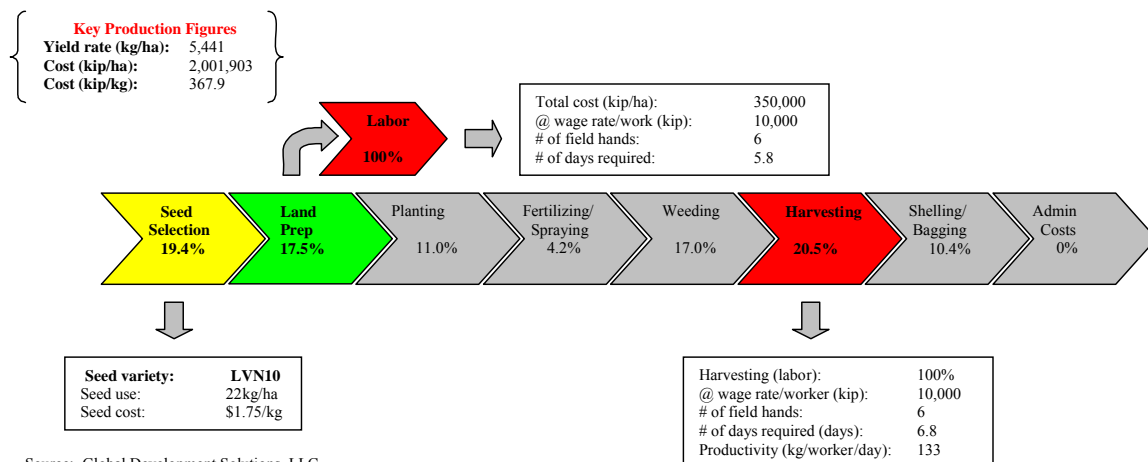 Key Production Figures
Yield rate (kg/ha): 5,441
Cost (kip/ha): 2,001,903
Cost (kip/kg): 367.9
Labor
100%
Total cost (kip/ha): 350,000
@ wage rate/work (kip): 10,000
# of field hands: 6
# of days required: 5.8
Seed
Selection
19.4%
Land
Prep
17.5%
Planting
11.0%
Fertilizing/
Spraying
4.2%
Weeding
17.0%
Harvesting
20.5%
Shelling/
Bagging
10.4%
Admin
Costs
0%
Seed variety: LVN10
Seed use: 22kg/ha
Seed cost: $1.75/kg
Harvesting (labor): 100%
@ wage rate/worker (kip): 10,000
# of field hands: 6
# of days required (days): 6.8
Productivity (kg/worker/day): 133
Source: Global Development Solutions, LLC